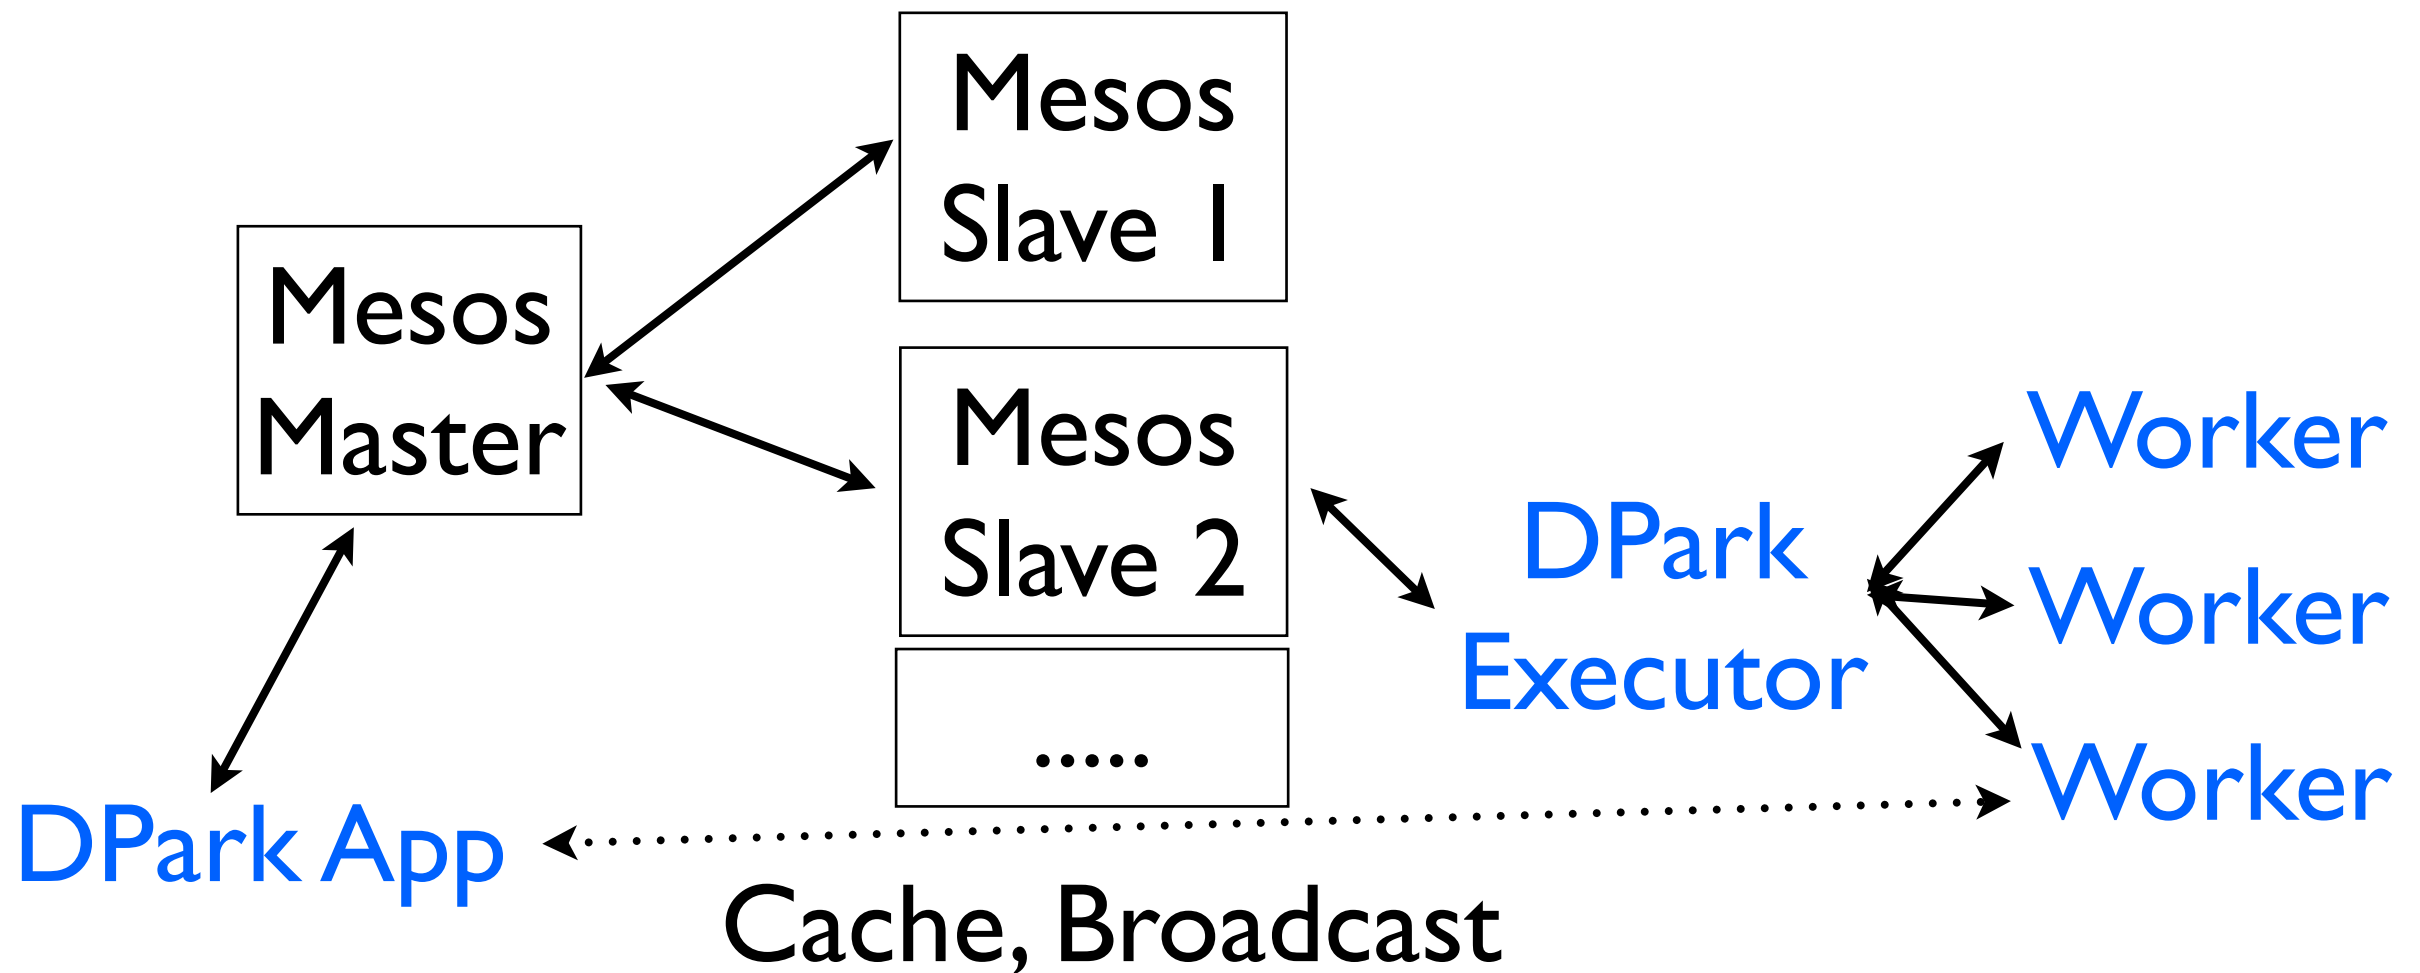 Mesos
Slave 1
Mesos
Master
Mesos
Slave 2
.....
DPark
Executor
Worker
Worker
Worker
DPark App
Cache, Broadcast